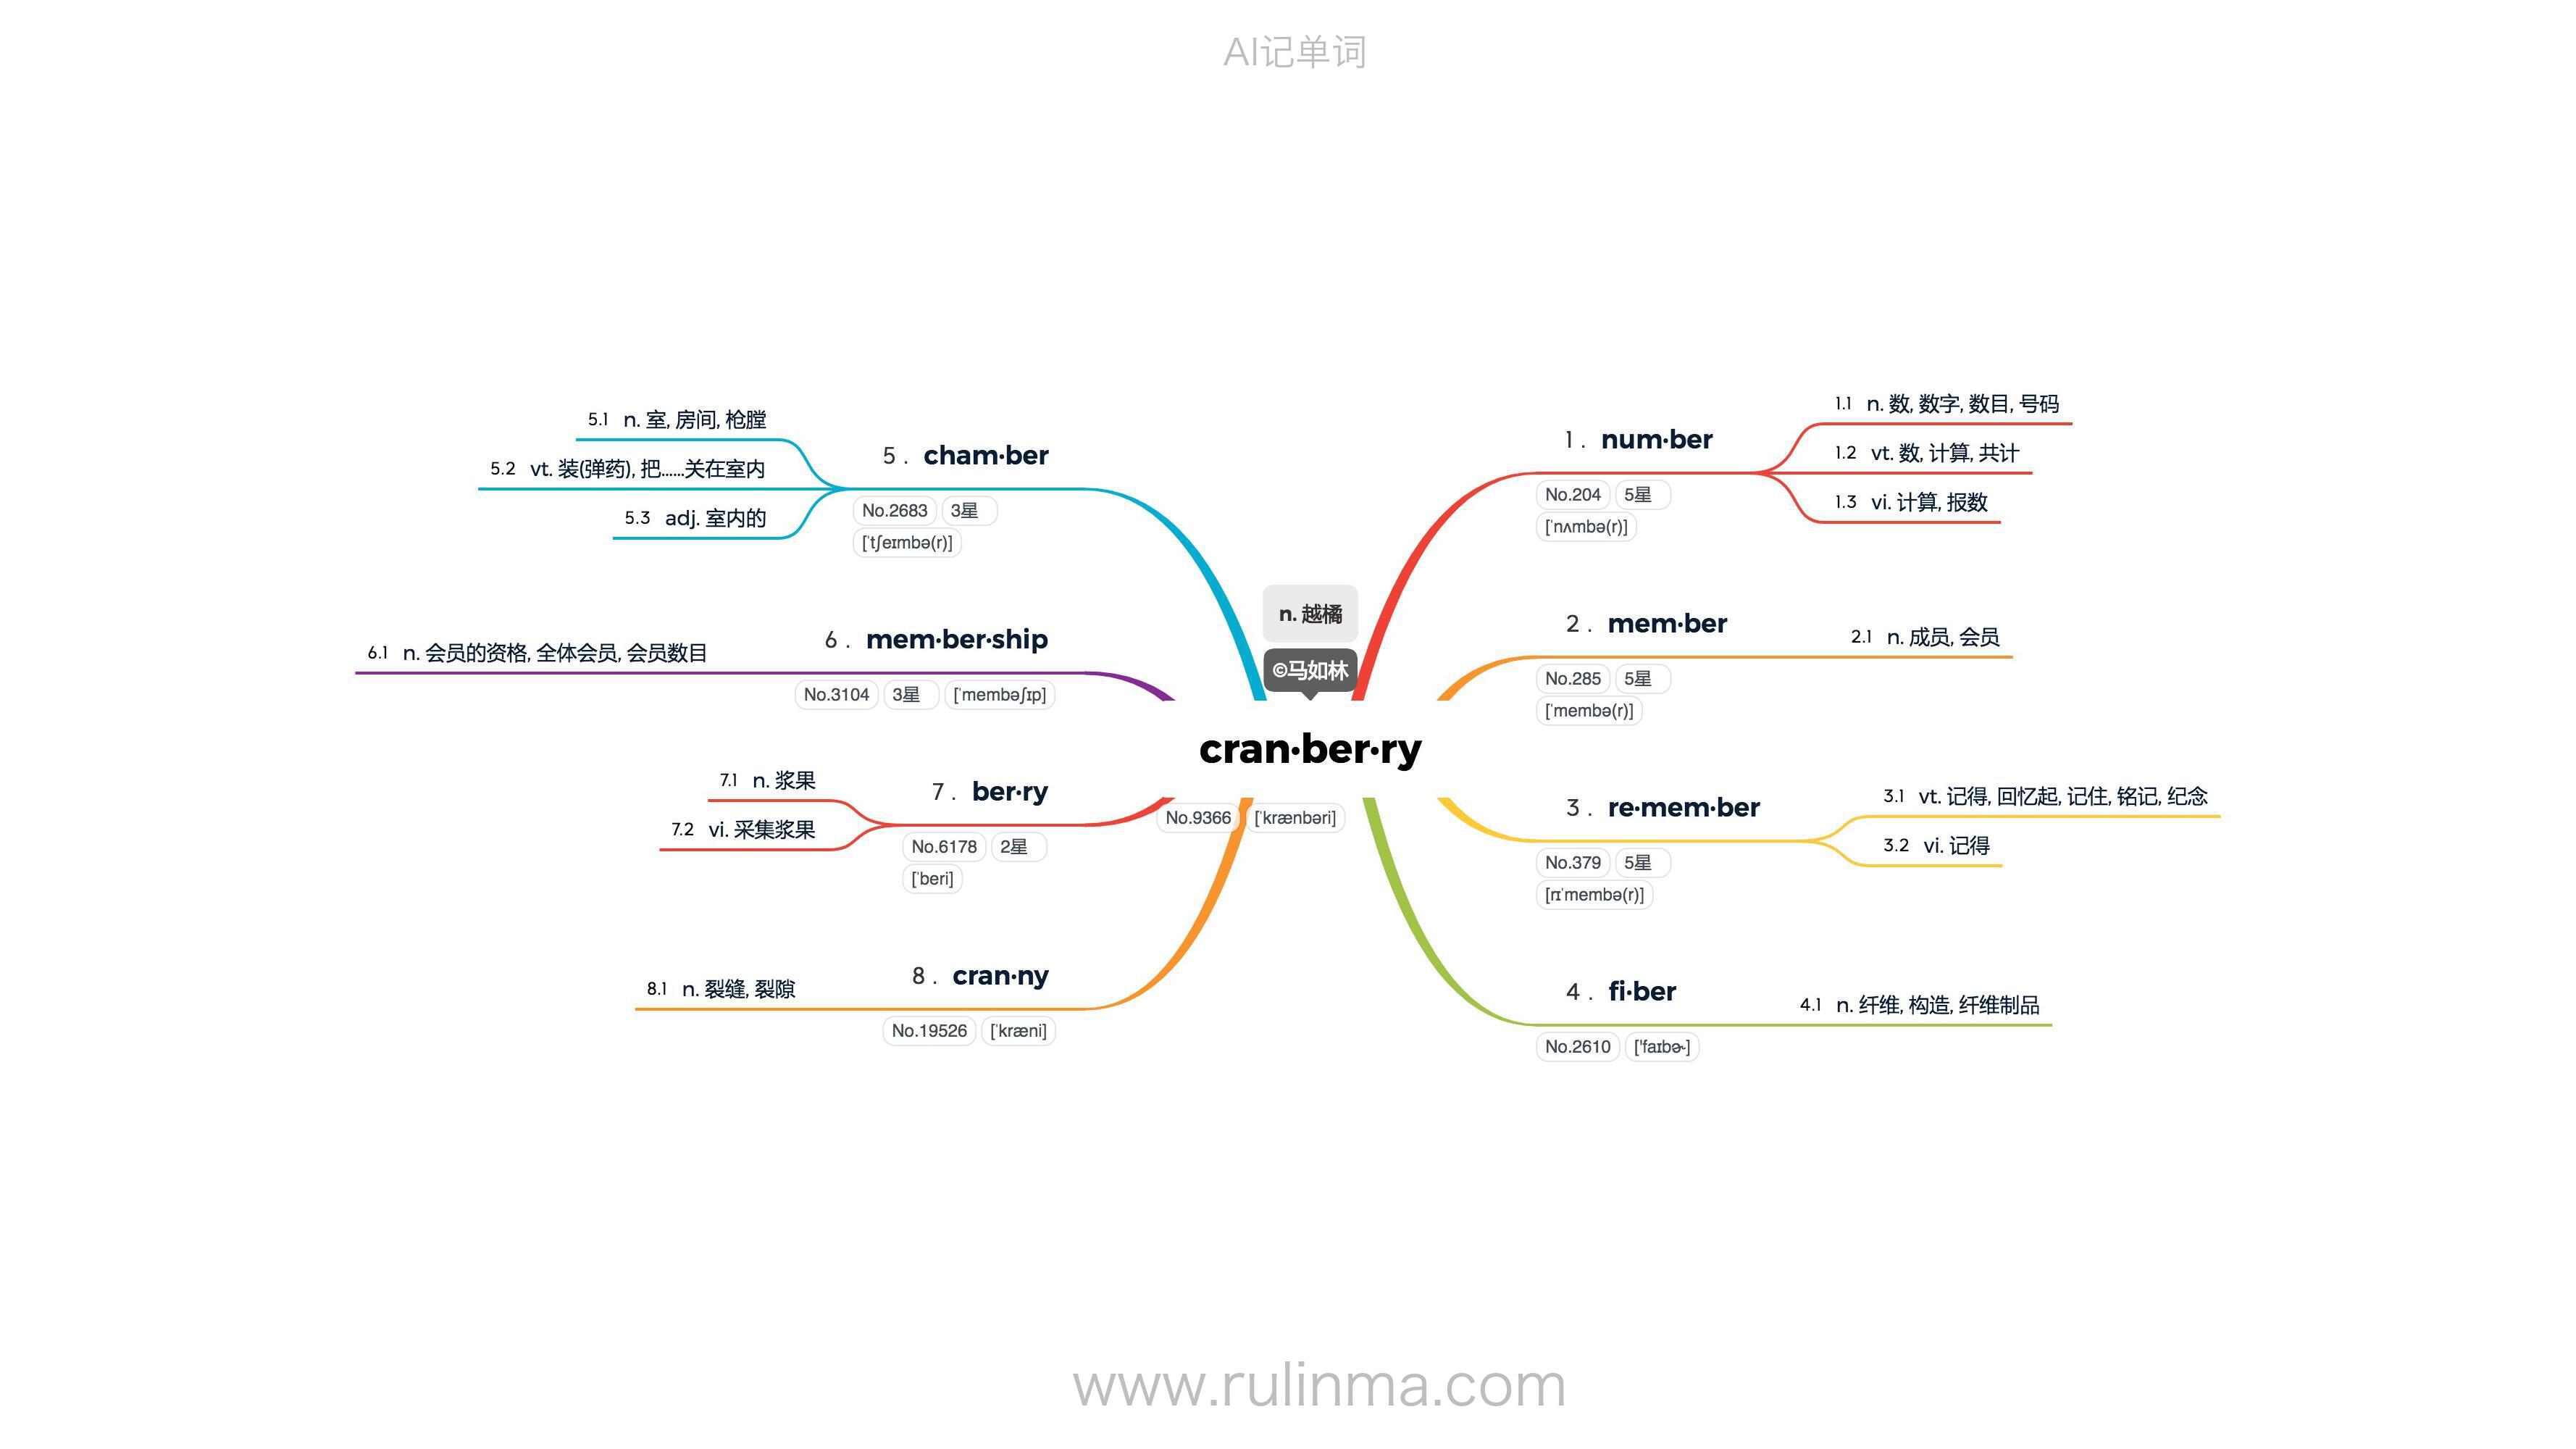 AI记单词
n. 越橘
©马如林
cran·ber·ry
No.9366 [ˈkrænbəri]
1 . num·ber
No.204 5星
[ˈnʌmbə(r)]
1.1 n. 数, 数字, 数目, 号码
1.2 vt. 数, 计算, 共计
1.3 vi. 计算, 报数
2 . mem·ber
No.285 5星
[ˈmembə(r)]
2.1 n. 成员, 会员
3 . re·mem·ber
No.379 5星
[rɪˈmembə(r)]
3.1 vt. 记得, 回忆起, 记住, 铭记, 纪念
3.2 vi. 记得
4 . fi·ber
No.2610 ['faɪbɚ]
4.1 n. 纤维, 构造, 纤维制品
5 . cham·ber
No.2683 3星
[ˈtʃeɪmbə(r)]
5.1 n. 室, 房间, 枪膛
5.2 vt. 装(弹药), 把......关在室内
5.3 adj. 室内的
6 . mem·ber·ship
No.3104 3星 [ˈmembəʃɪp]
6.1 n. 会员的资格, 全体会员, 会员数目
7 . ber·ry
No.6178 2星
[ˈberi]
7.1 n. 浆果
7.2 vi. 采集浆果
8 . cran·ny
No.19526 [ˈkræni]
8.1 n. 裂缝, 裂隙
www.rulinma.com